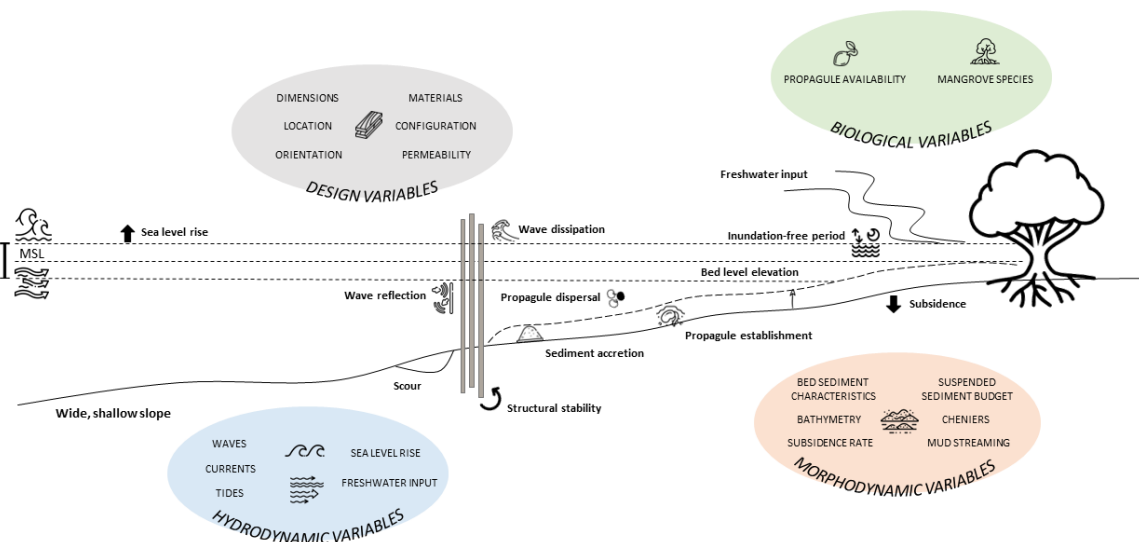 PROPAGULE AVAILABILITY
MANGROVE SPECIES
BIOLOGICAL VARIABLES
DIMENSIONS
MATERIALS
LOCATION
CONFIGURATION
ORIENTATION
PERMEABILITY
DESIGN VARIABLES
Freshwater input
Sea level rise
Wave dissipation
Inundation-free period
MSL
Bed level elevation
Wave reflection
Propagule dispersal
Subsidence
Propagule establishment
Sediment accretion
Scour
Structural stability
Wide, shallow slope
BED SEDIMENT
CHARACTERISTICS
SUSPENDED
SEDIMENT BUDGET
BATHYMETRY
CHENIERS
SUBSIDENCE RATE
MUD STREAMING
MORPHODYNAMIC VARIABLES
WAVES
SEA LEVEL RISE
CURRENTS
FRESHWATER INPUT
TIDES
HYDRODYNAMIC VARIABLES